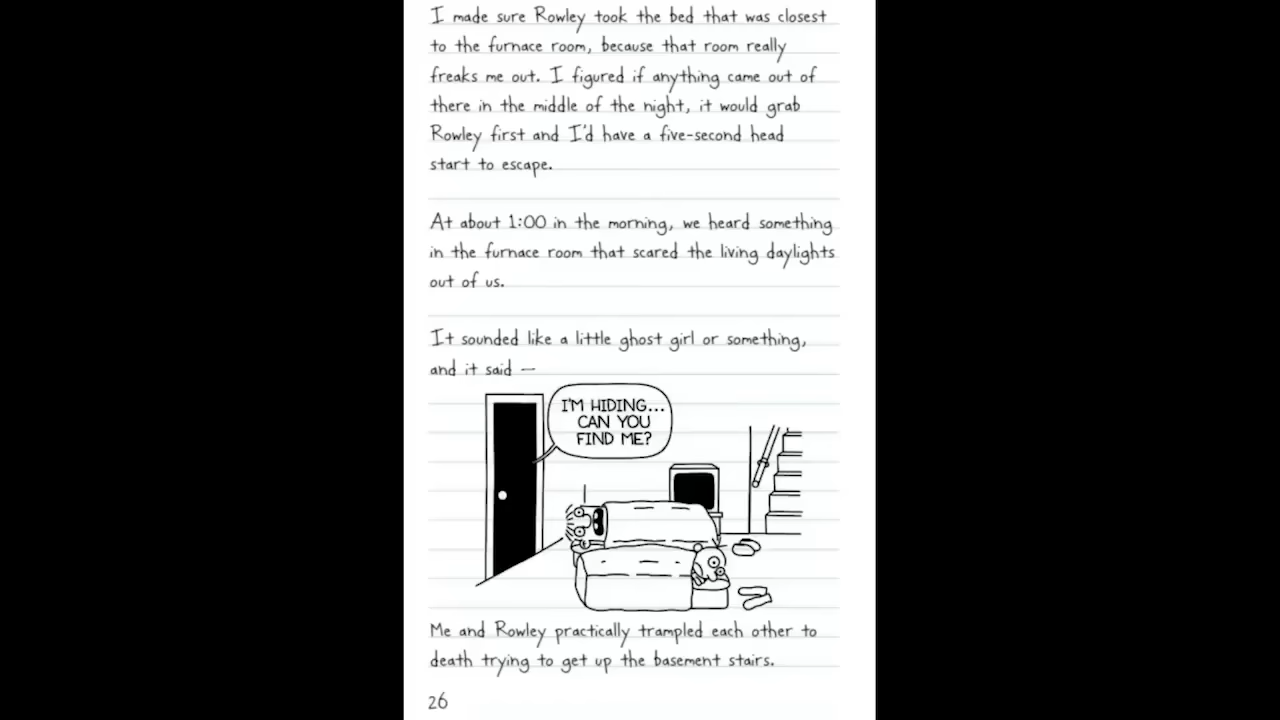 I made sure Rowley took the bed that was closest
to the furnace room, because that room really
freaks me out. I figured if anything came out of
there in the middle of the night, it would grab
Rowley first and I'd have a five-second head
start to escape.
At about 1:00 in the morning, we heard something
in the furnace room that scared the living daylights
out of us.
It sounded like a little ghost girl or something,
and it said —
I'M HIDING...
CAN YOU
FIND ME?
Me and Rowley practically trampled each other to
death trying to get up the basement stairs.
26